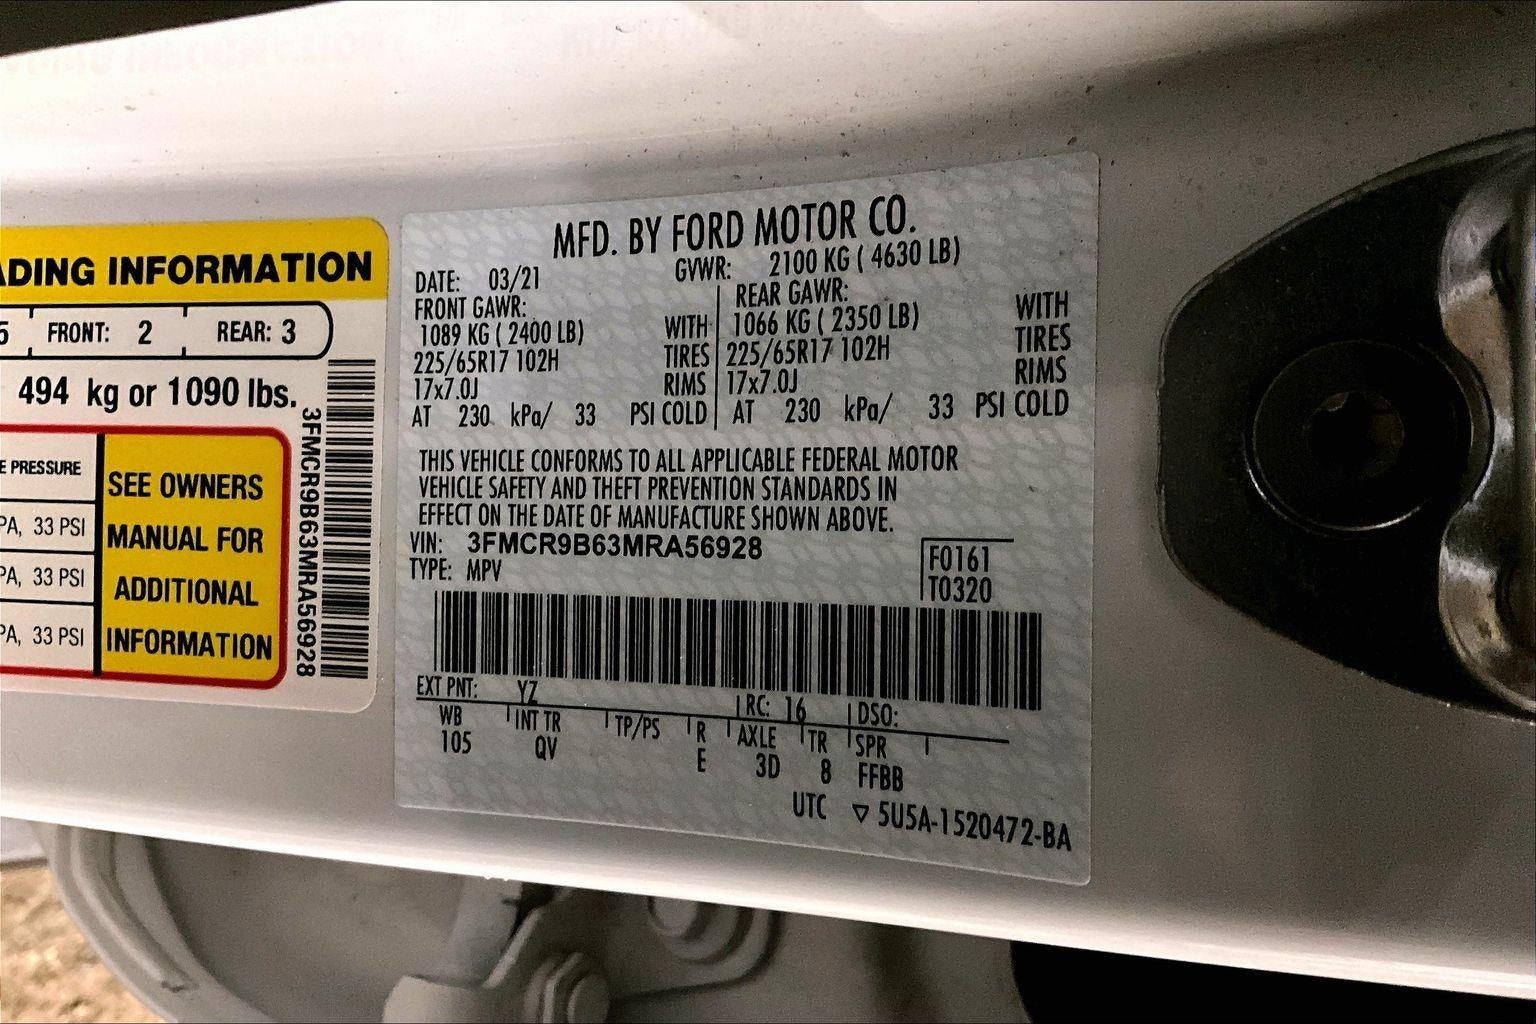 ADING INFORMATION
5 FRONT: 2 REAR: 3
494 kg or 1090 lbs.
E PRESSURE
PA, 33 PSI
PA, 33 PSI
PA, 33 PSI
SEE OWNERS
MANUAL FOR
ADDITIONAL
INFORMATION
3FMCR9B63MRA56928
MFD. BY FORD MOTOR CO.
DATE: 03/21 GVWR: 2100 KG ( 4630 LB)
FRONT GAWR: REAR GAWR:
1089 KG ( 2400 LB) WITH 1066 KG ( 2350 LB) WITH
225/65R17 102H TIRES 225/65R17 102H TIRES
17x7.0J RIMS 17x7.0J RIMS
AT 230 kPa/ 33 PSI COLD AT 230 kPa/ 33 PSI COLD
THIS VEHICLE CONFORMS TO ALL APPLICABLE FEDERAL MOTOR
VEHICLE SAFETY AND THEFT PREVENTION STANDARDS IN
EFFECT ON THE DATE OF MANUFACTURE SHOWN ABOVE.
VIN: 3FMCR9B63MRA56928 F0161
TYPE: MPV T0320
EXT PNT: YZ RC: 16 DSO:
WB INT TR TP/PS R AXLE TR SPR
105 QV E 3D 8 FFBB
UTC ▽ 5U5A-1520472-BA